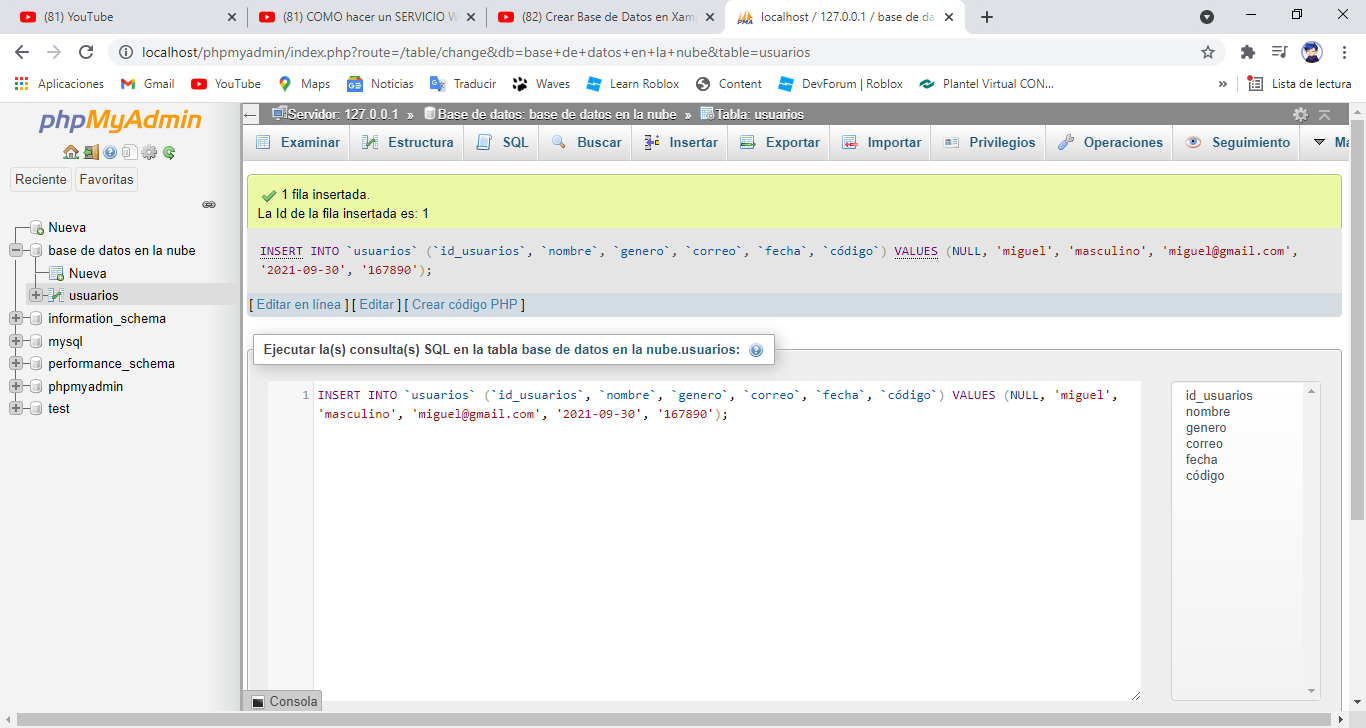 (81) YouTube
(81) COMO hacer un SERVICIO W
(82) Crear Base de Datos en Xam
localhost / 127.0.0.1 / base de da
localhost/phpmyadmin/index.php?route=/table/change&db=base+de+datos+en+la+nube&table=usuarios
Aplicaciones
Gmail
YouTube
Maps
Noticias
Traducir
Waves
Learn Roblox
Content
DevForum | Roblox
Plantel Virtual CON...
»
Lista de lectura
phpMyAdmin
Reciente
Favoritas
Nueva
base de datos en la nube
Nueva
usuarios
information_schema
mysql
performance_schema
phpmyadmin
test
Servidor: 127.0.0.1 » Base de datos: base de datos en la nube » Tabla: usuarios
Examinar
Estructura
SQL
Buscar
Insertar
Exportar
Importar
Privilegios
Operaciones
Seguimiento
Má
1 fila insertada.
La Id de la fila insertada es: 1
INSERT INTO `usuarios` (`id_usuarios`, `nombre`, `genero`, `correo`, `fecha`, `código`) VALUES (NULL, 'miguel', 'masculino', 'miguel@gmail.com',
'2021-09-30', '167890');
[ Editar en línea ] [ Editar ] [ Crear código PHP ]
Ejecutar la(s) consulta(s) SQL en la tabla base de datos en la nube.usuarios:
1
INSERT INTO `usuarios` (`id_usuarios`, `nombre`, `genero`, `correo`, `fecha`, `código`) VALUES (NULL, 'miguel',
'masculino', 'miguel@gmail.com', '2021-09-30', '167890');
id_usuarios
nombre
genero
correo
fecha
código
Consola